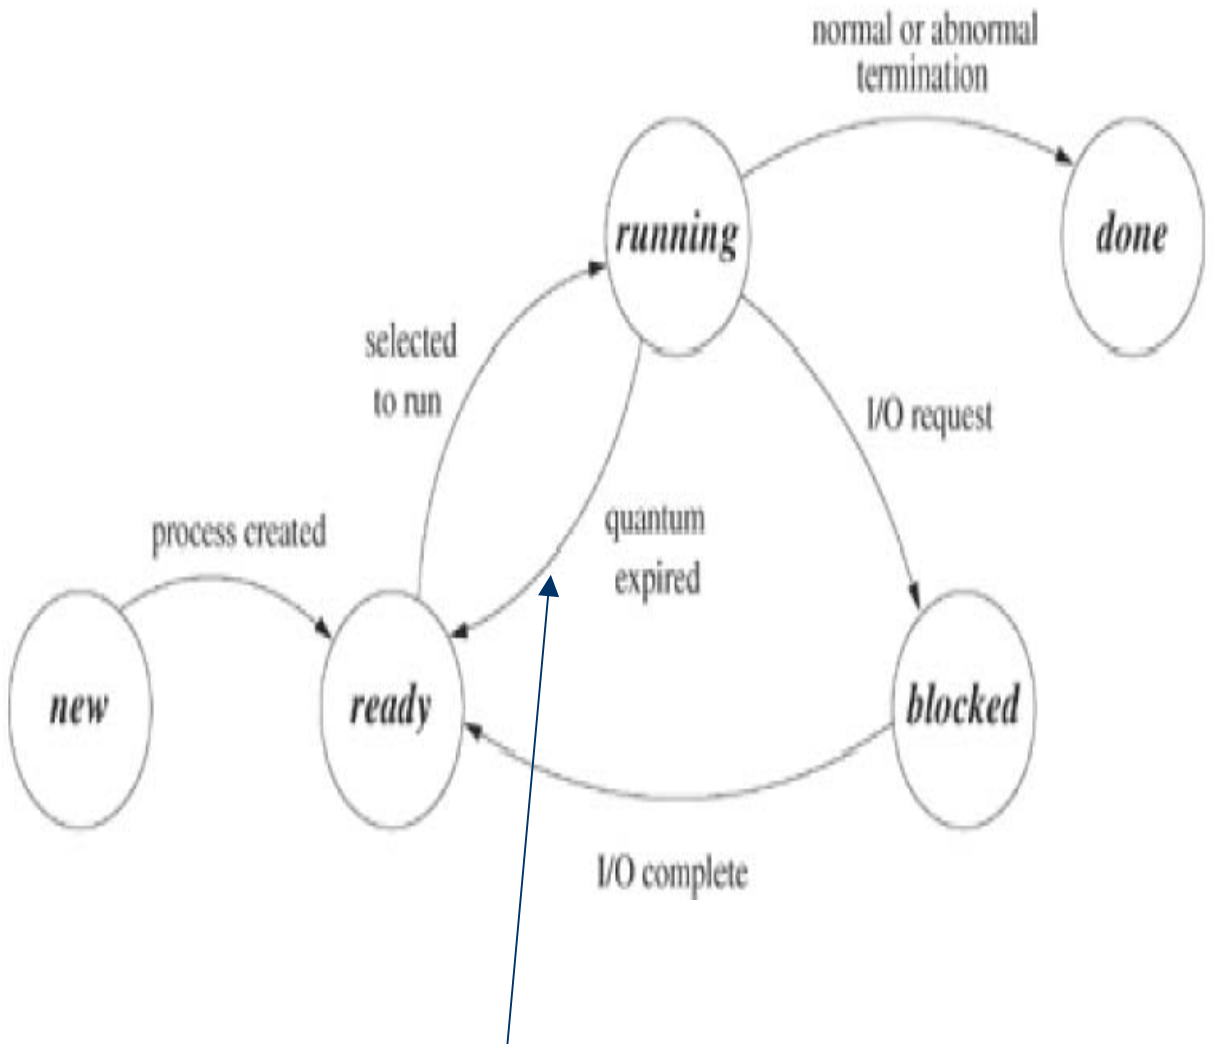 normal or abnormal
termination
running
done
selected
to run
I/O request
quantum
expired
process created
new
ready
blocked
I/O complete